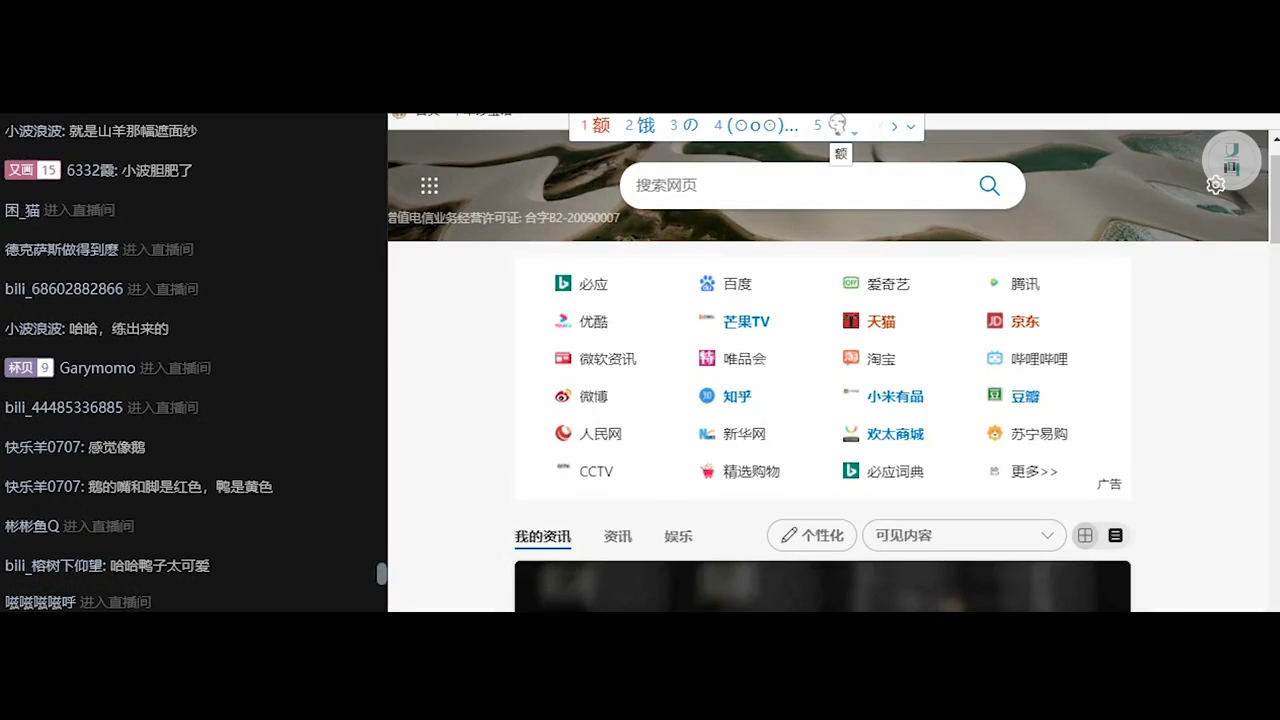 小波浪波: 就是山羊那幅遮面纱
又画 15 6332霞: 小波胆肥了
困_猫 进入直播间
德克萨斯做得到麽 进入直播间
bili_68602882866 进入直播间
小波浪波: 哈哈，练出来的
杯贝 9 Garymomo 进入直播间
bili_44485336885 进入直播间
快乐羊0707: 感觉像鹅
快乐羊0707: 鹅的嘴和脚是红色，鸭是黄色
彬彬鱼Q 进入直播间
bili_榕树下仰望: 哈哈鸭子太可爱
嗞嗞嗞嗞呼 进入直播间
1 额 2 饿 3 の 4 (⊙o⊙)... 5
额
搜索网页
增值电信业务经营许可证: 合字B2-20090007
必应 百度 爱奇艺 腾讯
优酷 芒果TV 天猫 京东
微软资讯 唯品会 淘宝 哔哩哔哩
微博 知乎 小米有品 豆瓣
人民网 新华网 欢太商城 苏宁易购
CCTV 精选购物 必应词典 更多>>
广告
我的资讯 资讯 娱乐 个性化 可见内容